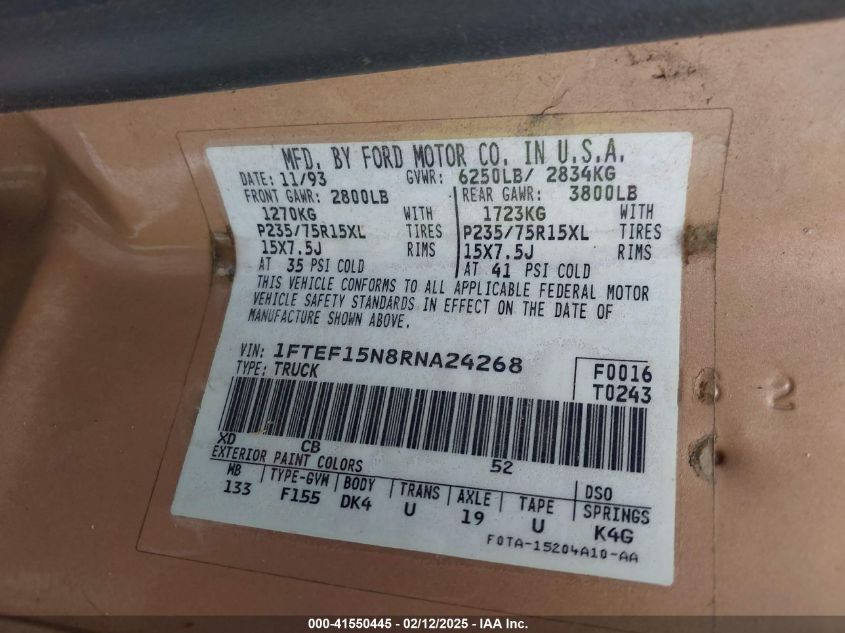 MFD. BY FORD MOTOR CO. IN U.S.A.
DATE: 11/93 GVWR: 6250LB/ 2834KG
FRONT GAWR: 2800LB REAR GAWR: 3800LB
1270KG WITH 1723KG WITH
P235/75R15XL TIRES P235/75R15XL TIRES
15X7.5J RIMS 15X7.5J RIMS
AT 35 PSI COLD AT 41 PSI COLD
THIS VEHICLE CONFORMS TO ALL APPLICABLE FEDERAL MOTOR
VEHICLE SAFETY STANDARDS IN EFFECT ON THE DATE OF
MANUFACTURE SHOWN ABOVE.
VIN: 1FTEF15N8RNA24268 F0016
TYPE: TRUCK T0243
XD CB 52
EXTERIOR PAINT COLORS DSO
WB TYPE-GVW BODY TRANS AXLE TAPE SPRINGS
133 F155 DK4 U 19 U K4G
F0TA-15204A10-AA
2
000-41550445 - 02/12/2025 - IAA Inc.